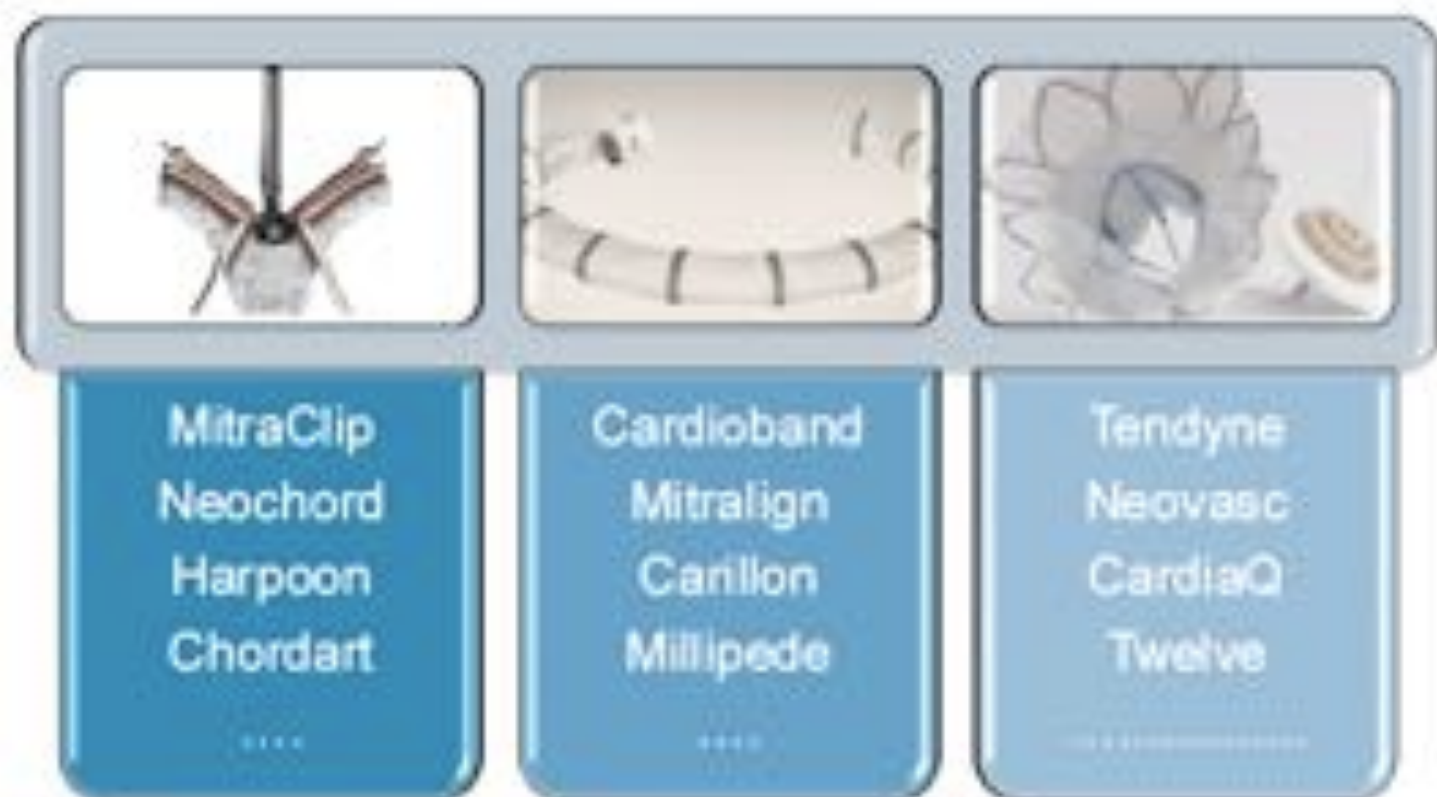 MitraClip
Neochord
Harpoon
Chordart
....
Cardioband
Mitralign
Carillon
Millipede
....
Tendyne
Neovasc
CardiaQ
Twelve